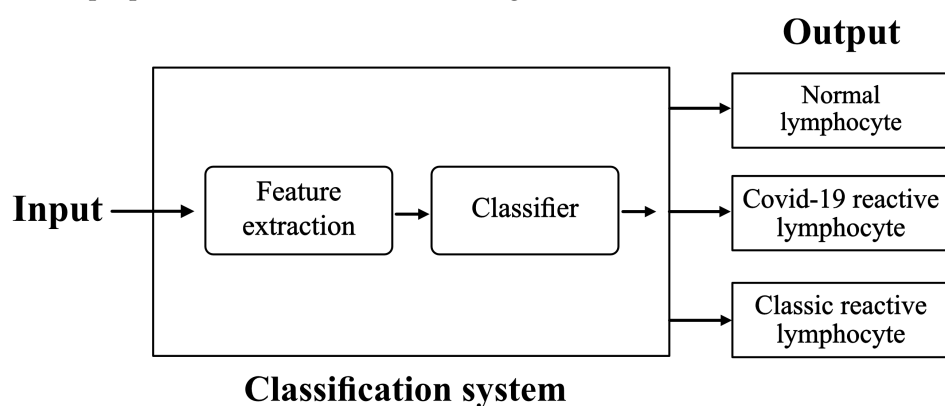 Output
Normal
lymphocyte
Input
Feature
extraction
Classifier
Covid-19 reactive
lymphocyte
Classic reactive
lymphocyte
Classification system